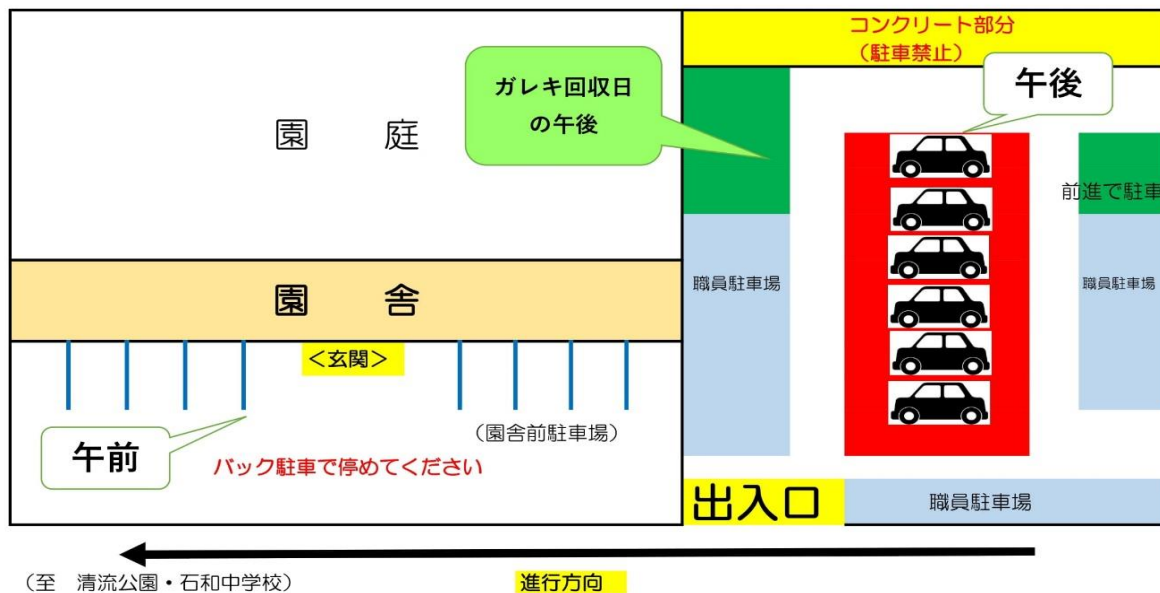 コンクリート部分
（駐車禁止）
ガレキ回収日
の午後
午後
園　庭
前進で駐車
職員駐車場
職員駐車場
園　舎
＜玄関＞
午前
（園舎前駐車場）
バック駐車で停めてください
出入口
職員駐車場
（至　清流公園・石和中学校）
進行方向